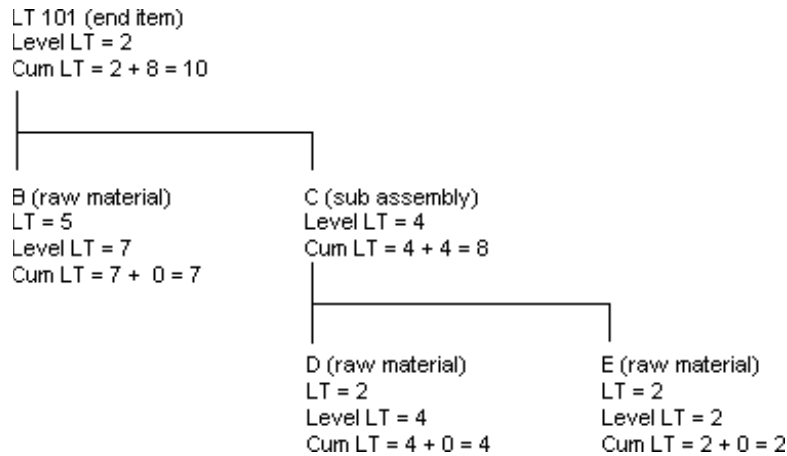 LT 101 (end item)
Level LT = 2
Cum LT = 2 + 8 = 10
B (raw material)
LT = 5
Level LT = 7
Cum LT = 7 + 0 = 7
C (sub assembly)
Level LT = 4
Cum LT = 4 + 4 = 8
D (raw material)
LT = 2
Level LT = 4
Cum LT = 4 + 0 = 4
E (raw material)
LT = 2
Level LT = 2
Cum LT = 2 + 0 = 2